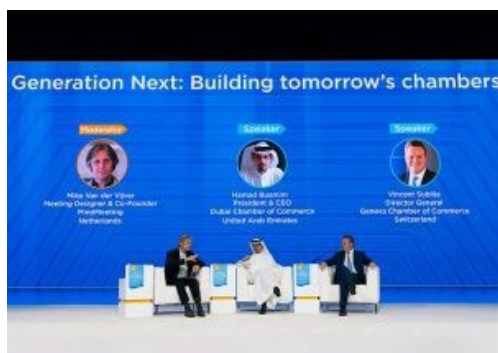 Generation Next: Building tomorrow's chambers
Moderator
Speaker
Speaker
Mike Van der Vijver
Meeting Designer & Co-Founder
MindMeeting
Netherlands
Hamad Buamim
President & CEO
Dubai Chamber of Commerce
United Arab Emirates
Vincent Subilia
Director General
Geneva Chamber of Commerce
Switzerland